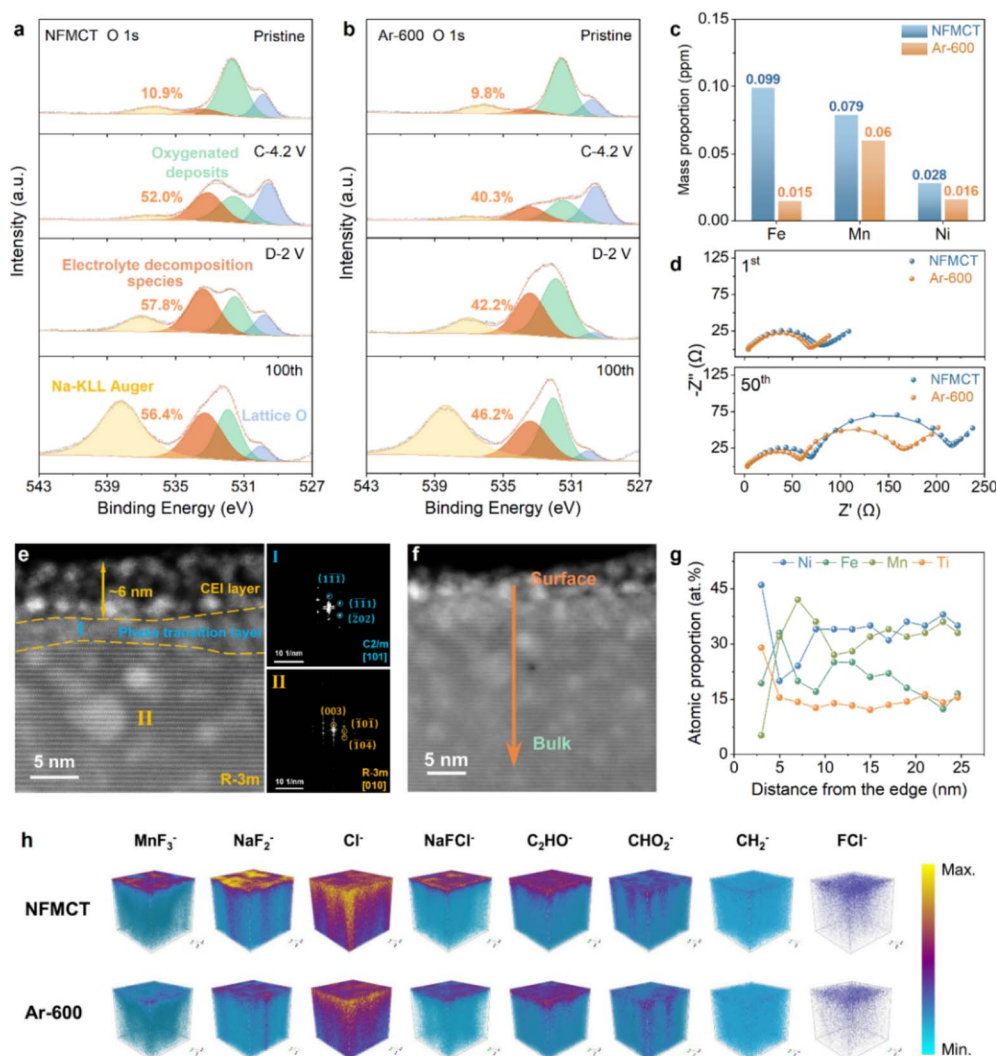 a
NFMCT O 1s
Pristine
10.9%
C-4.2 V
Oxygenated
deposits
52.0%
D-2 V
Electrolyte decomposition
species
57.8%
100th
Na-KLL Auger
56.4%
Lattice O
543 539 535 531 527
Binding Energy (eV)
Intensity (a.u.)
b
Ar-600 O 1s
Pristine
9.8%
C-4.2 V
40.3%
D-2 V
42.2%
100th
46.2%
543 539 535 531 527
Binding Energy (eV)
Intensity (a.u.)
c
NFMCT
Ar-600
Mass proportion (ppm)
0.15
0.10
0.05
0.00
0.099
0.015
0.079
0.06
0.028
0.016
Fe Mn Ni
d
1st
NFMCT
Ar-600
125
75
25
50th
NFMCT
Ar-600
125
75
25
-Z'' (Ω)
0 50 100 150 200 250
Z' (Ω)
e
~6 nm
CEI layer
I
Phase transition layer
II
5 nm
R-3m
I
(1̅11̅)
(1̅1̅1)
(2̅02)
C2/m
[101]
10 1/nm
II
(003)
(1̅01̅)
(1̅04̅)
R-3m
[010]
10 1/nm
f
Surface
Bulk
5 nm
g
Ni Fe Mn Ti
Atomic proportion (at.%)
60
45
30
15
0
0 5 10 15 20 25
Distance from the edge (nm)
h
MnF₃⁻ NaF₂⁻ Cl⁻ NaFCl⁻ C₂HO⁻ CHO₂⁻ CH₂⁻ FCl⁻
NFMCT
Ar-600
Max.
Min.